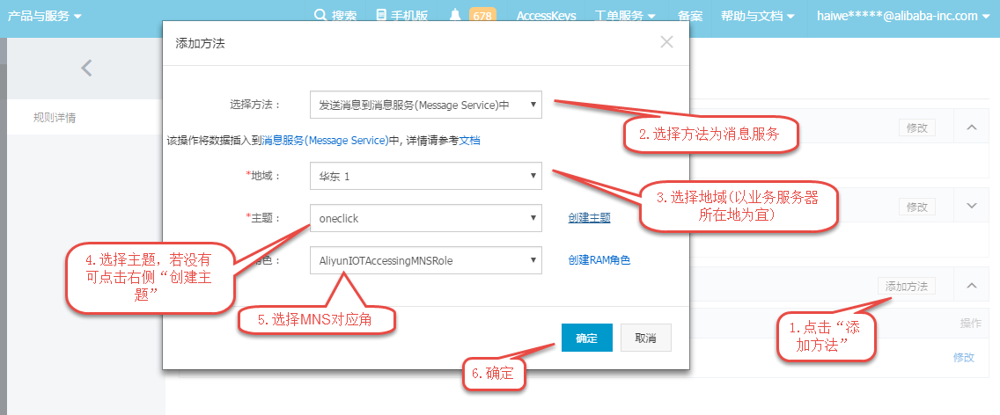 产品与服务
搜索
手机版
678
AccessKeys
工单服务
备案
帮助与文档
haiwe*****@alibaba-inc.com
规则详情
添加方法
选择方法：
发送消息到消息服务(Message Service)中
该操作将数据插入到消息服务(Message Service)中, 详情请参考文档
*地域：
华东 1
*主题：
oneclick
创建主题
角色：
AliyunIOTAccessingMNSRole
创建RAM角色
确定
取消
修改
修改
添加方法
操作
修改
1.点击“添
加方法”
2.选择方法为消息服务
3.选择地域(以业务服务器
所在地为宜)
4.选择主题，若没有
可点击右侧“创建主
题”
5.选择MNS对应角
6.确定